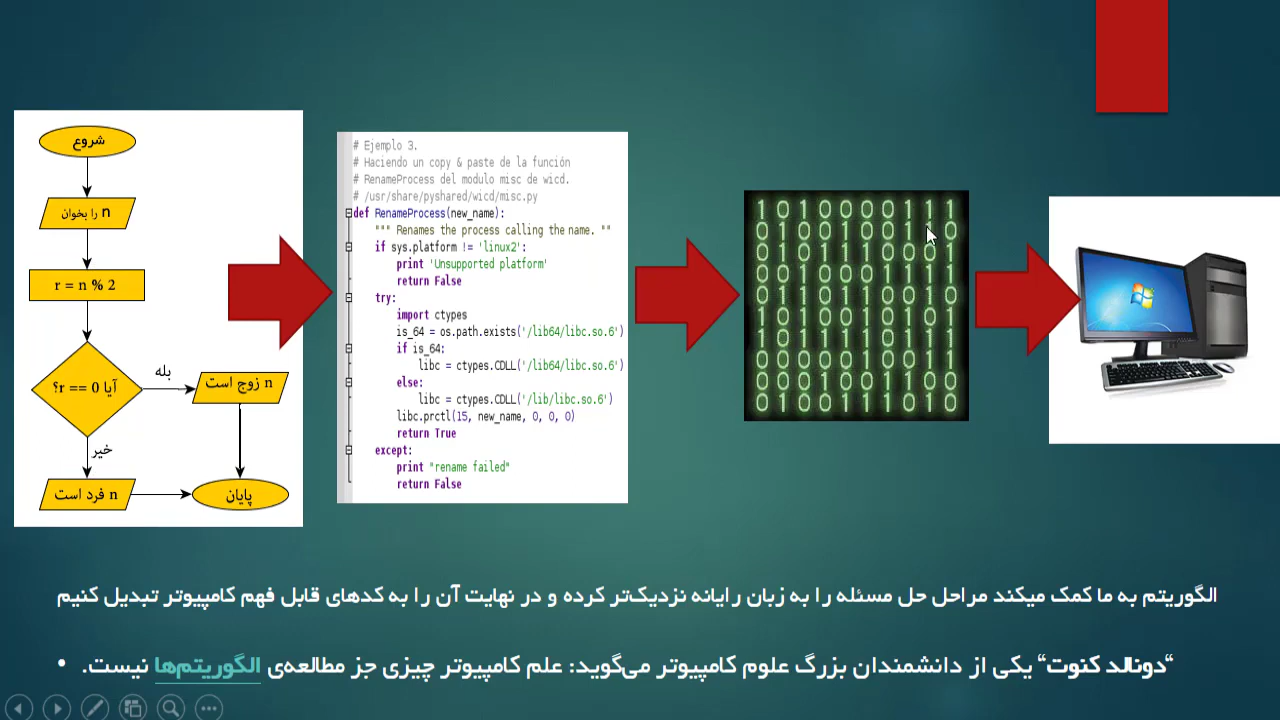 شروع
n را بخوان
r = n % 2
آیا r == 0؟
بله
n زوج است
خیر
n فرد است
پایان
# Ejemplo 3.
# Haciendo un copy & paste de la función
# RenameProcess del modulo misc de wicd.
# /usr/share/pyshared/wicd/misc.py
def RenameProcess(new_name):
""" Renames the process calling the name. ""
if sys.platform != 'linux2':
print 'Unsupported platform'
return False
try:
import ctypes
is_64 = os.path.exists('/lib64/libc.so.6')
if is_64:
libc = ctypes.CDLL('/lib64/libc.so.6')
else:
libc = ctypes.CDLL('/lib/libc.so.6')
libc.prctl(15, new_name, 0, 0, 0)
return True
except:
print "rename failed"
return False
1010000111
0100100110
0010100101
0001001111
0101110010
1001101111
0000010011
0001001100
0100111010
الگوریتم به ما کمک میکند مراحل حل مسئله را به زبان رایانه نزدیک‌تر کرده و در نهایت آن را به کدهای قابل فهم کامپیوتر تبدیل کنیم
“دونالد کنوت“ یکی از دانشمندان بزرگ علوم کامپیوتر می‌گوید: علم کامپیوتر چیزی جز مطالعه‌ی الگوریتم‌ها نیست.